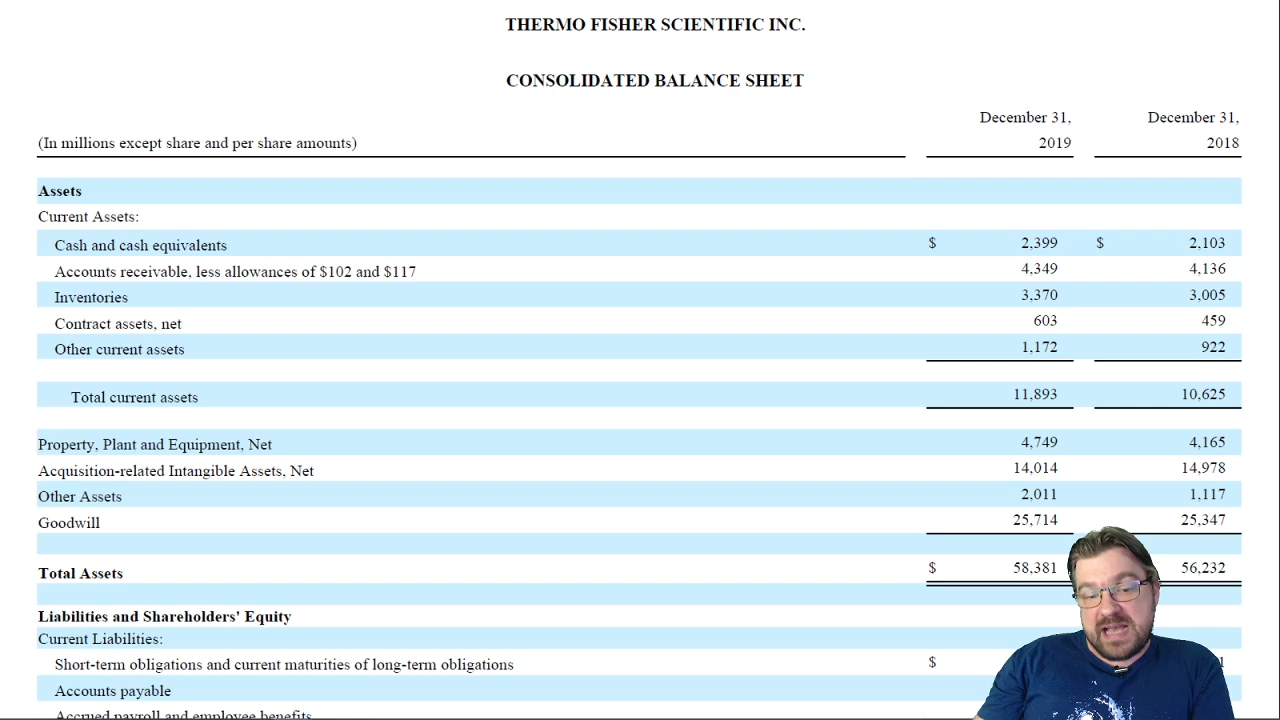 THERMO FISHER SCIENTIFIC INC.
CONSOLIDATED BALANCE SHEET
December 31, December 31,
(In millions except share and per share amounts) 2019 2018
Assets
Current Assets:
Cash and cash equivalents $ 2,399 $ 2,103
Accounts receivable, less allowances of $102 and $117 4,349 4,136
Inventories 3,370 3,005
Contract assets, net 603 459
Other current assets 1,172 922
Total current assets 11,893 10,625
Property, Plant and Equipment, Net 4,749 4,165
Acquisition-related Intangible Assets, Net 14,014 14,978
Other Assets 2,011 1,117
Goodwill 25,714 25,347
Total Assets $ 58,381 56,232
Liabilities and Shareholders' Equity
Current Liabilities:
Short-term obligations and current maturities of long-term obligations $
Accounts payable
Accrued payroll and employee benefits